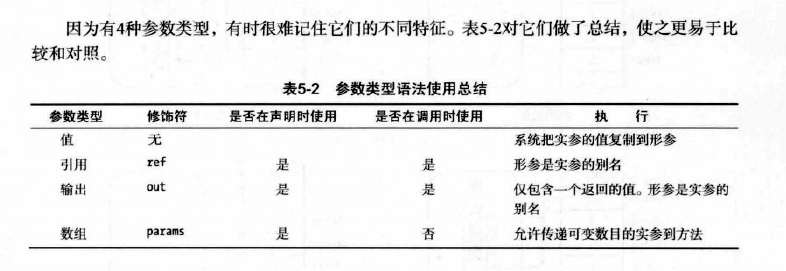 因为有4种参数类型，有时很难记住它们的不同特征。表5-2对它们做了总结，使之更易于比
较和对照。
表5-2 参数类型语法使用总结
参数类型 修饰符 是否在声明时使用 是否在调用时使用 执 行
值 无 系统把实参的值复制到形参
引用 ref 是 是 形参是实参的别名
输出 out 是 是 仅包含一个返回的值。形参是实参的
别名
数组 params 是 否 允许传递可变数目的实参到方法